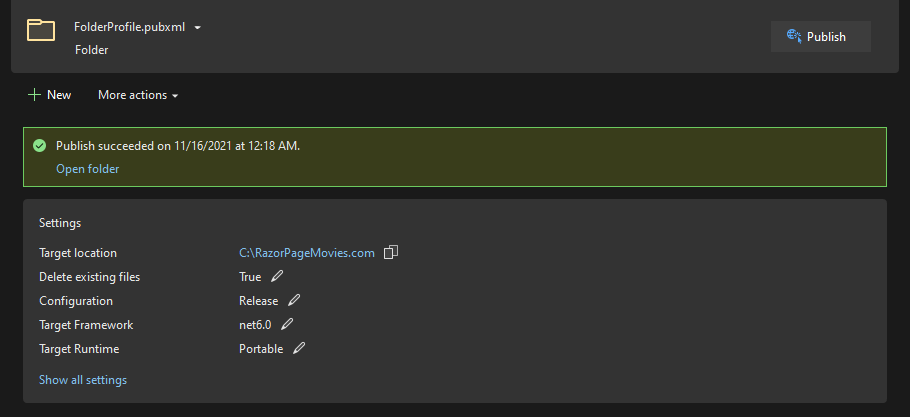 FolderProfile.pubxml
Folder
Publish
New More actions
Publish succeeded on 11/16/2021 at 12:18 AM.
Open folder
Settings
Target location C:\RazorPageMovies.com
Delete existing files True
Configuration Release
Target Framework net6.0
Target Runtime Portable
Show all settings